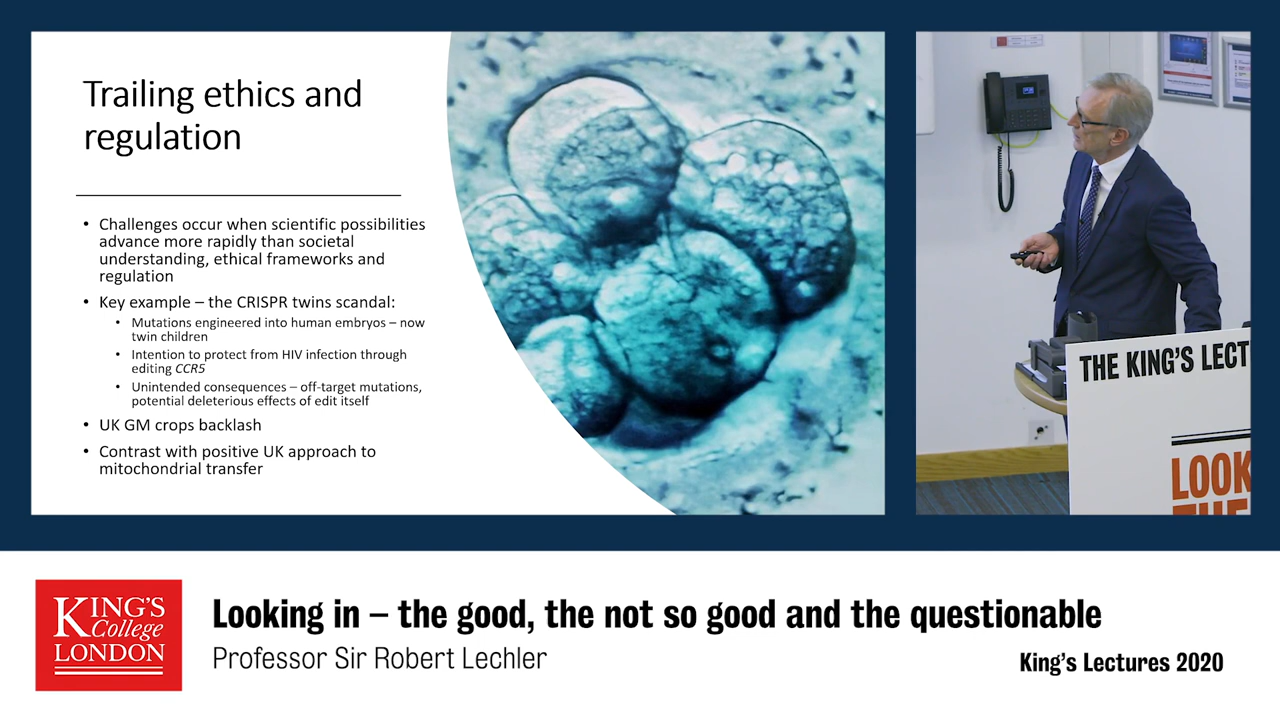 Trailing ethics and
regulation
• Challenges occur when scientific possibilities
advance more rapidly than societal
understanding, ethical frameworks and
regulation
• Key example – the CRISPR twins scandal:
• Mutations engineered into human embryos – now
twin children
• Intention to protect from HIV infection through
editing CCR5
• Unintended consequences – off-target mutations,
potential deleterious effects of edit itself
• UK GM crops backlash
• Contrast with positive UK approach to
mitochondrial transfer
THE KING'S LECT
LOOK
THE
KING'S
College
LONDON
Looking in – the good, the not so good and the questionable
Professor Sir Robert Lechler
King's Lectures 2020